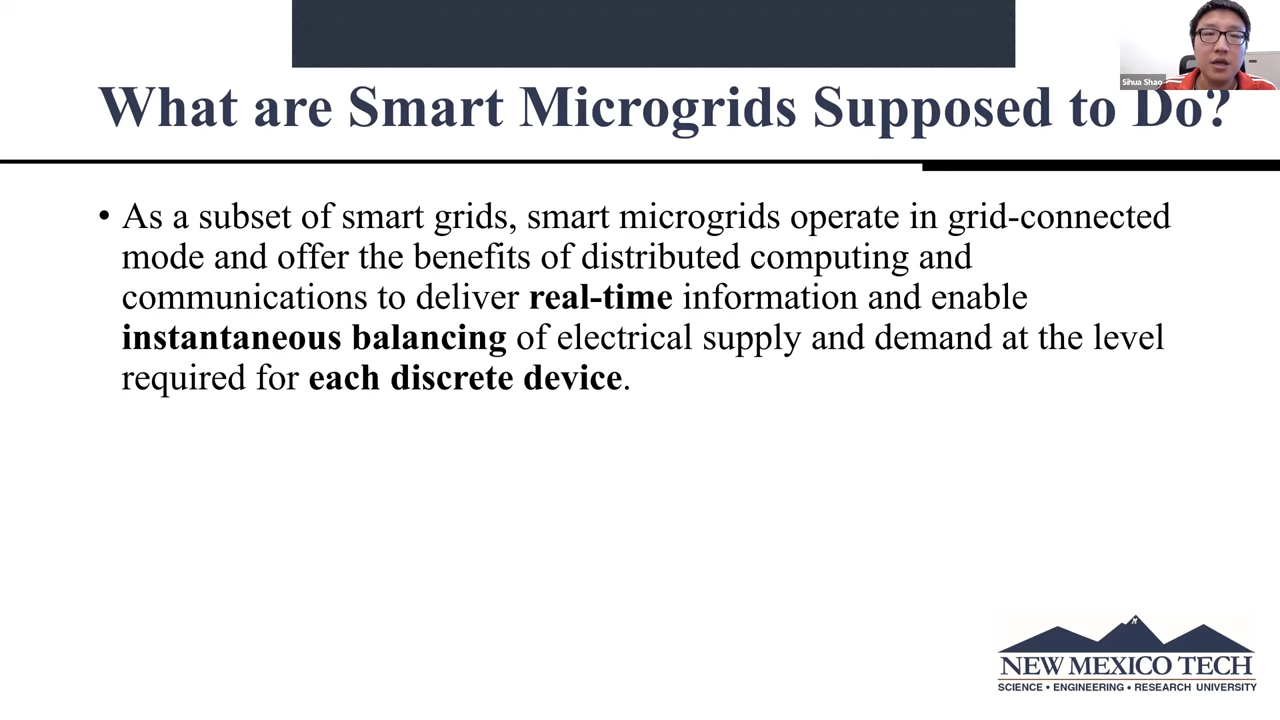 Sihua Shao
What are Smart Microgrids Supposed to Do?
• As a subset of smart grids, smart microgrids operate in grid-connected
mode and offer the benefits of distributed computing and
communications to deliver real-time information and enable
instantaneous balancing of electrical supply and demand at the level
required for each discrete device.
NEW MEXICO TECH
SCIENCE • ENGINEERING • RESEARCH UNIVERSITY